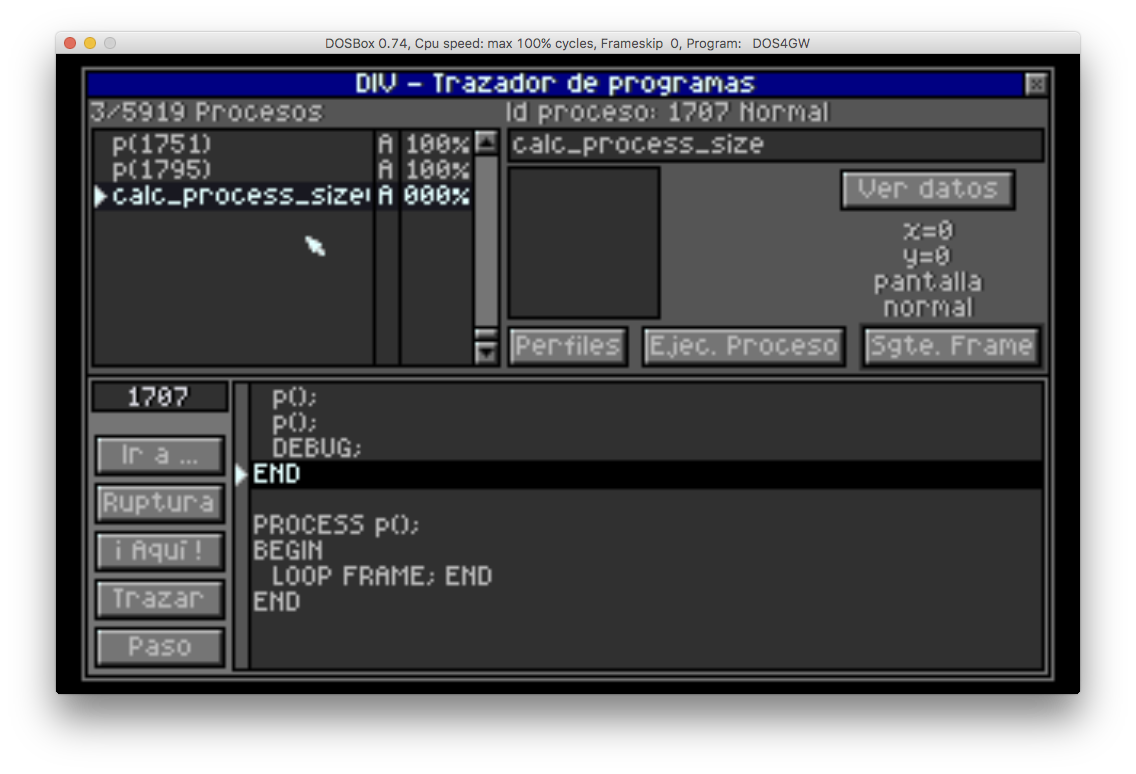 DOSBox 0.74, Cpu speed: max 100% cycles, Frameskip 0, Program: DOS4GW
DIV - Trazador de programas
3/5919 Procesos
Id proceso: 1707 Normal
p(1751) A 100%
p(1795) A 100%
calc_process_size( A 000%
calc_process_size
Ver datos
x=0
y=0
pantalla
normal
Perfiles
Ejec. Proceso
Sgte. Frame
1707
Ir a ...
Ruptura
¡ Aquí !
Trazar
Paso
p();
p();
DEBUG;
END
PROCESS p();
BEGIN
LOOP FRAME; END
END